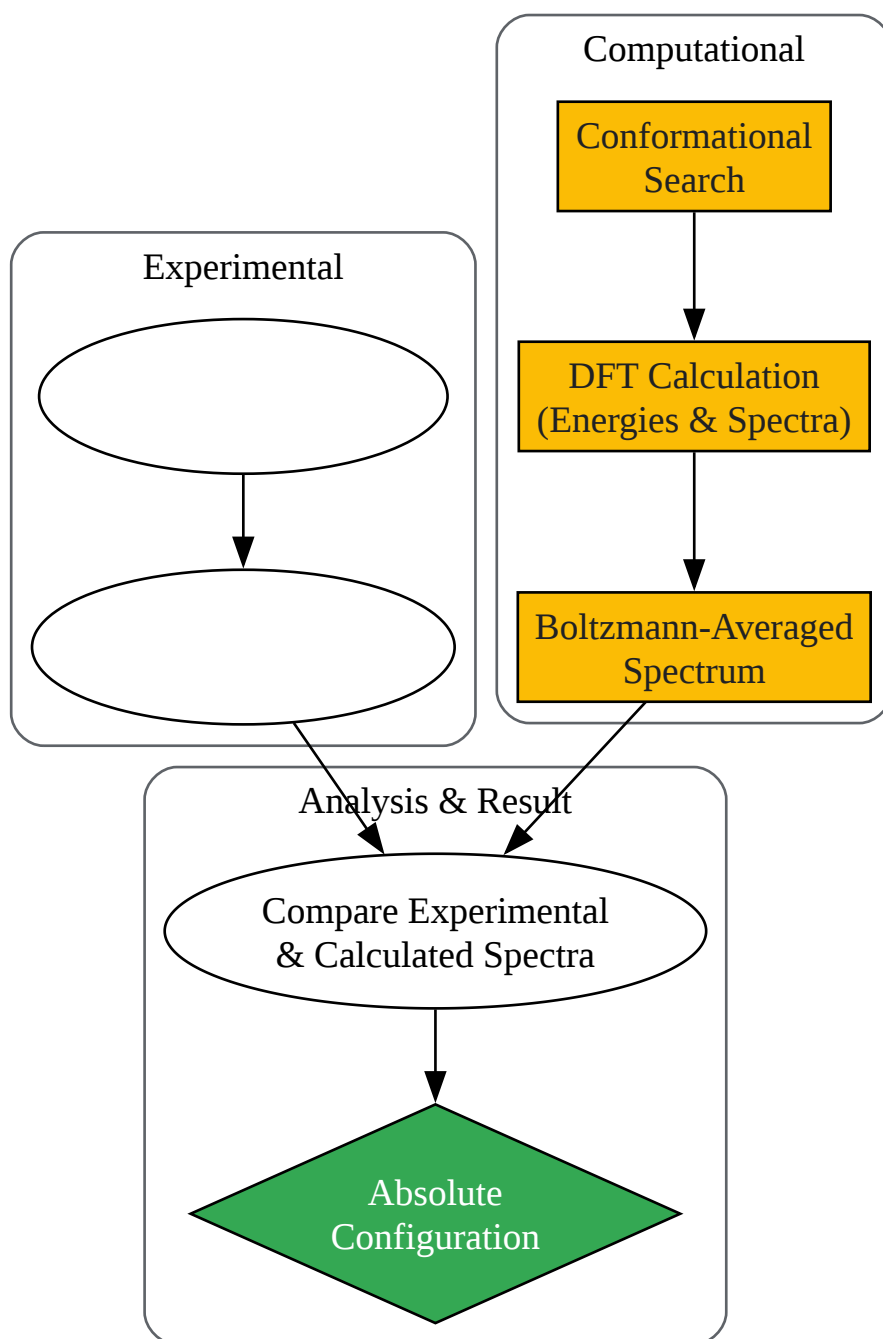 Computational
Conformational
Search
Experimental
DFT Calculation
(Energies & Spectra)
Boltzmann-Averaged
Spectrum
Analysis & Result
Compare Experimental
& Calculated Spectra
Absolute
Configuration